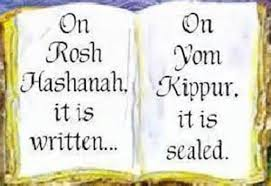 On
Rosh
Hashanah,
it is
written...
On
Yom
Kippur,
it is
sealed.